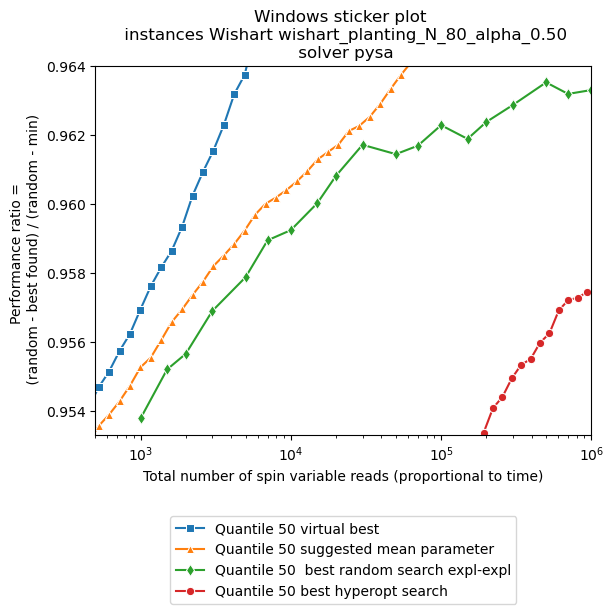 Windows sticker plot
instances Wishart wishart_planting_N_80_alpha_0.50
solver pysa
Performance ratio =
(random - best found) / (random - min)
0.964
0.962
0.960
0.958
0.956
0.954
10³
10⁴
10⁵
10⁶
Total number of spin variable reads (proportional to time)
Quantile 50 virtual best
Quantile 50 suggested mean parameter
Quantile 50  best random search expl-expl
Quantile 50 best hyperopt search